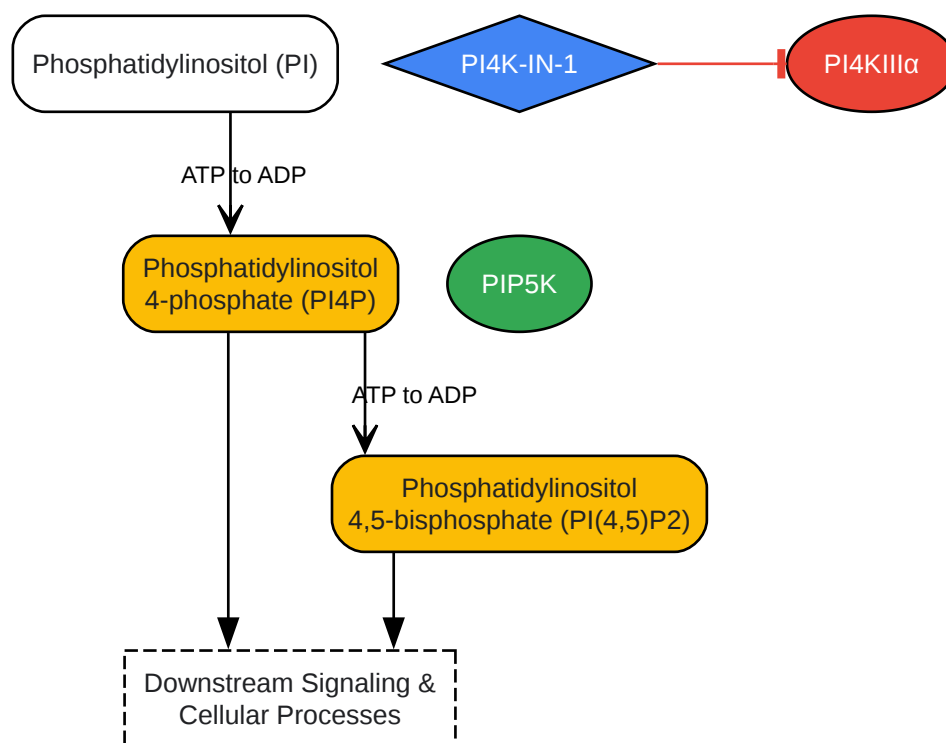 Phosphatidylinositol (PI)
PI4K-IN-1
PI4KIIIα
ATP to ADP
Phosphatidylinositol
4-phosphate (PI4P)
PIP5K
ATP to ADP
Phosphatidylinositol
4,5-bisphosphate (PI(4,5)P2)
Downstream Signaling &
Cellular Processes